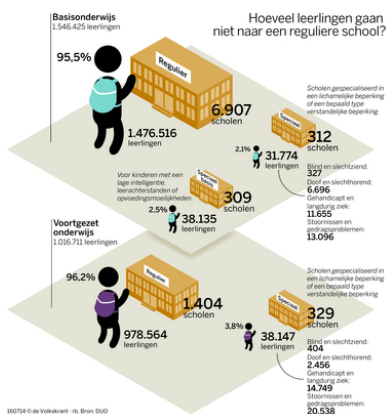 Hoeveel leerlingen gaan
niet naar een reguliere school?
Basisonderwijs
1.546.425 leerlingen
95,5%
Regulier
6.907
scholen
1.476.516
leerlingen
Scholen gespecialiseerd in
een lichamelijke beperking
of een bepaald type
verstandelijke beperking
Speciaal
312
scholen
2,1%
31.774
leerlingen
Blind en slechtziend:
327
Doof en slechthorend:
6.696
Gehandicapt en
langdurig ziek:
11.655
Stoornissen en
gedragsproblemen:
13.096
Voor kinderen met een
lage intelligentie,
leerachterstanden of
opvoedingsmoeilijkheden.
Speciaal
basis
309
scholen
2,5%
38.135
leerlingen
Voortgezet
onderwijs
1.016.711 leerlingen
96,2%
Regulier
1.404
scholen
978.564
leerlingen
Scholen gespecialiseerd in
een lichamelijke beperking
of een bepaald type
verstandelijke beperking
Speciaal
329
scholen
3,8%
38.147
leerlingen
Blind en slechtziend:
404
Doof en slechthorend:
2.456
Gehandicapt en
langdurig ziek:
14.749
Stoornissen en
gedragsproblemen:
20.538
160714 © de Volkskrant - rb. Bron: DUO